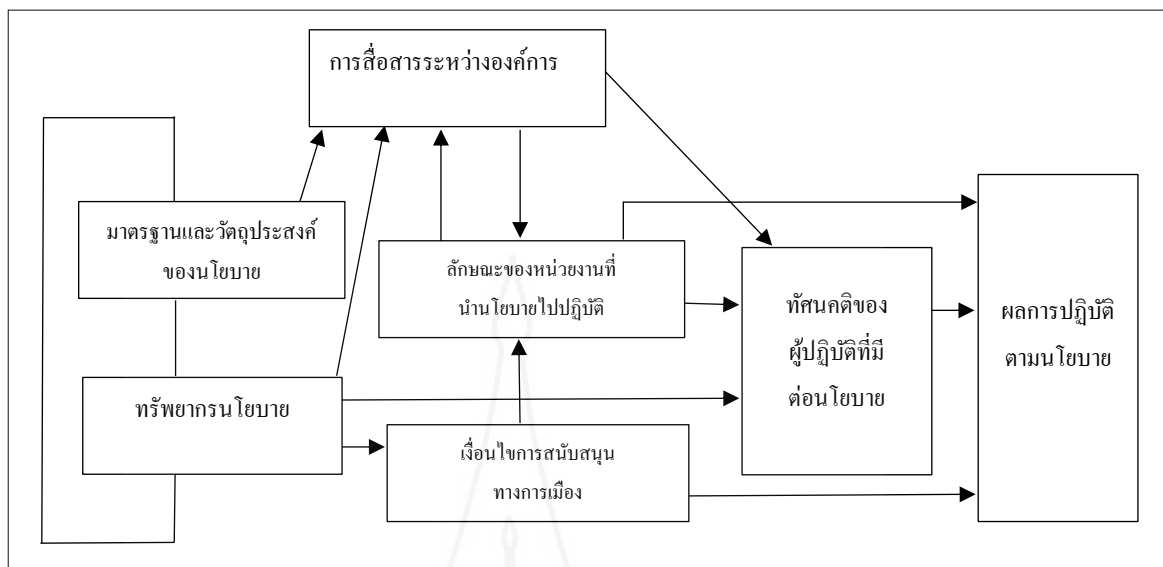 การสื่อสารระหว่างองค์การ
มาตรฐานและวัตถุประสงค์
ของนโยบาย
ลักษณะของหน่วยงานที่
นำนโยบายไปปฏิบัติ
ทัศนคติของ
ผู้ปฏิบัติที่มี
ต่อนโยบาย
ผลการปฏิบัติ
ตามนโยบาย
ทรัพยากรนโยบาย
เงื่อนไขการสนับสนุน
ทางการเมือง